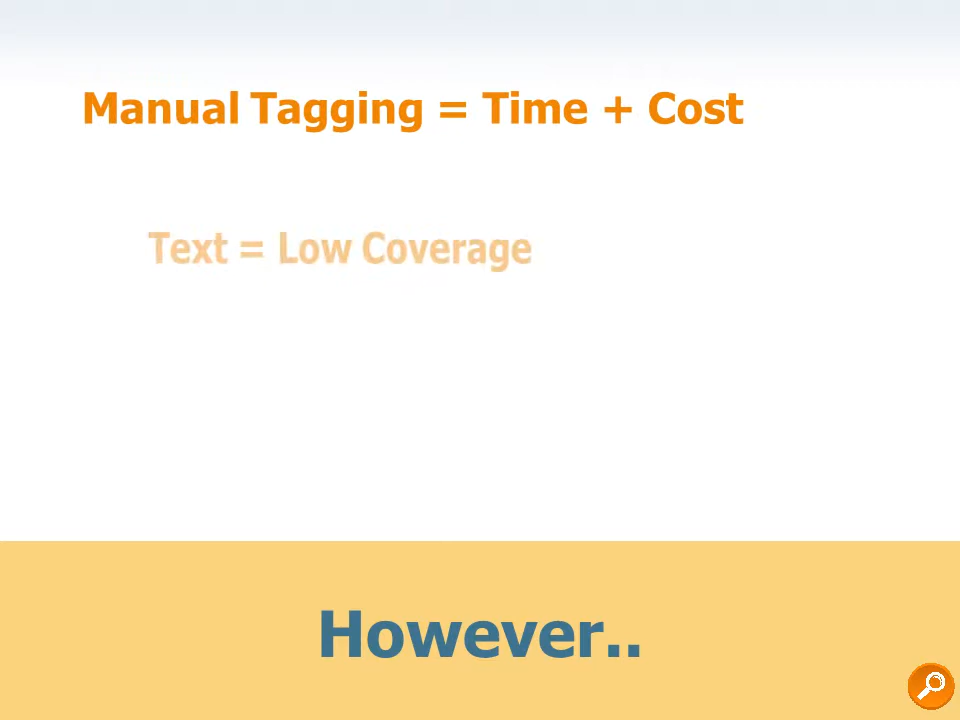 Manual Tagging = Time + Cost
Text = Low Coverage
However..